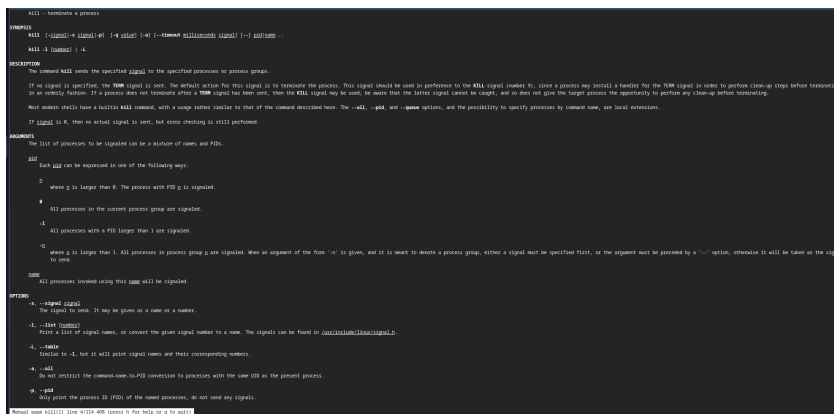 kill - terminate a process
SYNOPSIS
kill [-signal|-s signal|-p] [-q value] [-a] [--timeout milliseconds signal] [--] pid|name...
kill -l [number] | -L
DESCRIPTION
The command kill sends the specified signal to the specified processes or process groups.
If no signal is specified, the TERM signal is sent. The default action for this signal is to terminate the process. This signal should be used in preference to the KILL signal (number 9), since a process may install a handler for the TERM signal in order to perform clean-up steps before terminati
in an orderly fashion. If a process does not terminate after a TERM signal has been sent, then the KILL signal may be used; be aware that the latter signal cannot be caught, and so does not give the target process the opportunity to perform any clean-up before terminating.
Most modern shells have a builtin kill command, with a usage rather similar to that of the command described here. The --all, --pid, and --queue options, and the possibility to specify processes by command name, are local extensions.
If signal is 0, then no actual signal is sent, but error checking is still performed.
ARGUMENTS
The list of processes to be signaled can be a mixture of names and PIDs.
pid
Each pid can be expressed in one of the following ways:
n
where n is larger than 0. The process with PID n is signaled.
0
All processes in the current process group are signaled.
-1
All processes with a PID larger than 1 are signaled.
-n
where n is larger than 1. All processes in process group n are signaled. When an argument of the form '-n' is given, and it is meant to denote a process group, either a signal must be specified first, or the argument must be preceded by a '--' option, otherwise it will be taken as the sig
to send.
name
All processes invoked using this name will be signaled.
OPTIONS
-s, --signal signal
The signal to send. It may be given as a name or a number.
-l, --list [number]
Print a list of signal names, or convert the given signal number to a name. The signals can be found in /usr/include/linux/signal.h.
-L, --table
Similar to -l, but it will print signal names and their corresponding numbers.
-a, --all
Do not restrict the command-name-to-PID conversion to processes with the same UID as the present process.
-p, --pid
Only print the process ID (PID) of the named processes, do not send any signals.
Manual page kill(1) line 4/114 46% (press h for help or q to quit)